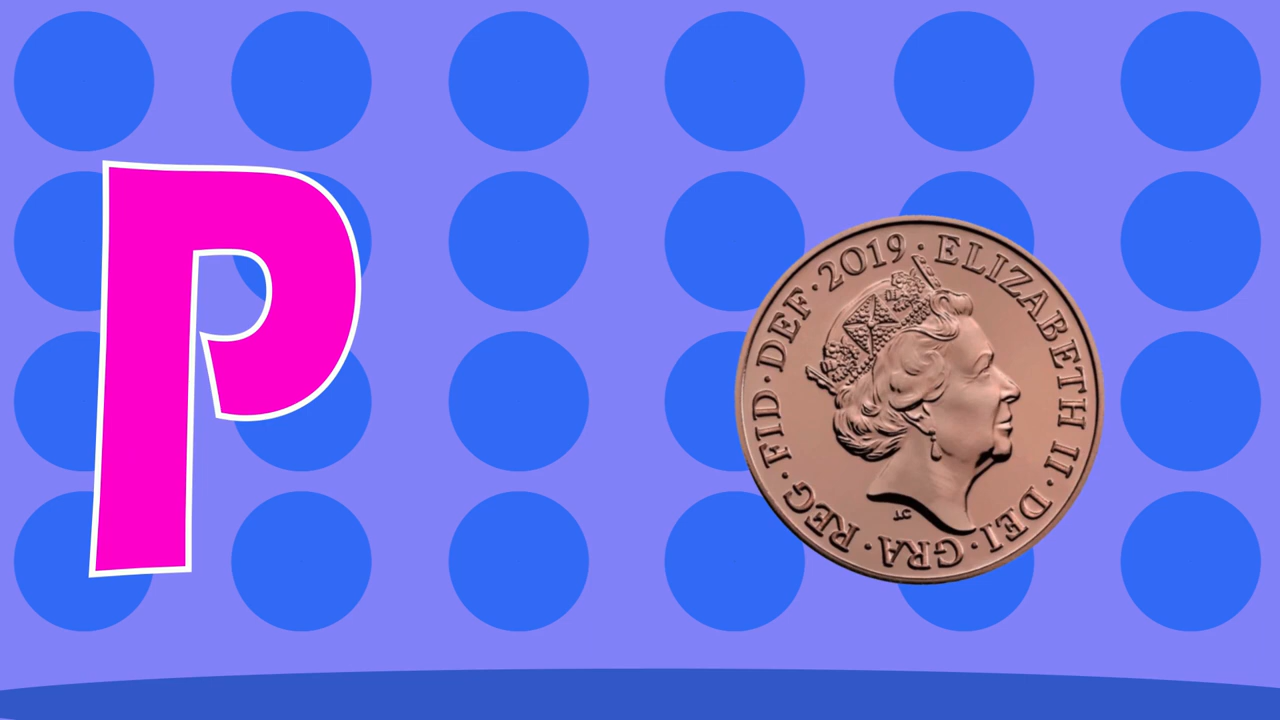 P
REG · FID · DEF · 2019 · ELIZABETH II · DEI · GRA ·